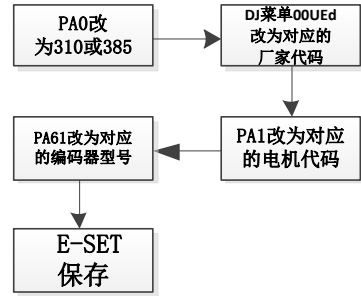 PA0改
为310或385
DJ菜单00UEd
改为对应的
厂家代码
PA1改为对应
的电机代码
PA61改为对应
的编码器型号
E-SET
保存